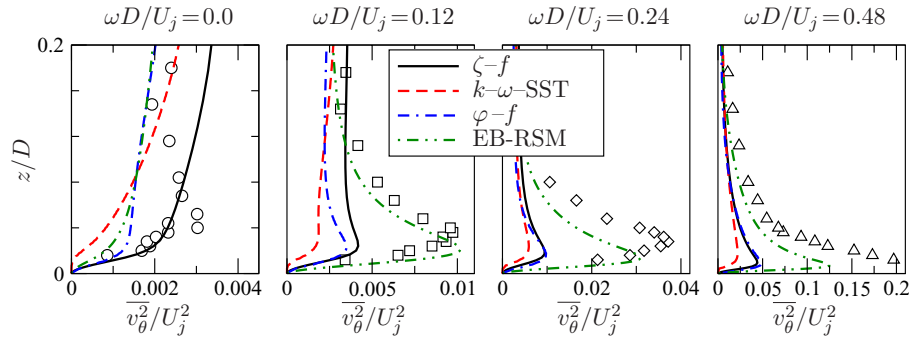 ωD/U_j=0.0
ωD/U_j=0.12
ωD/U_j=0.24
ωD/U_j=0.48
0.2
z/D
0
ζ–f
k–ω–SST
φ–f
EB-RSM
0 0.002 0.004
0 0.005 0.01
0 0.02 0.04
0 0.05 0.10 0.15 0.2
\overline{v_θ^2}/U_j^2
\overline{v_θ^2}/U_j^2
\overline{v_θ^2}/U_j^2
\overline{v_θ^2}/U_j^2